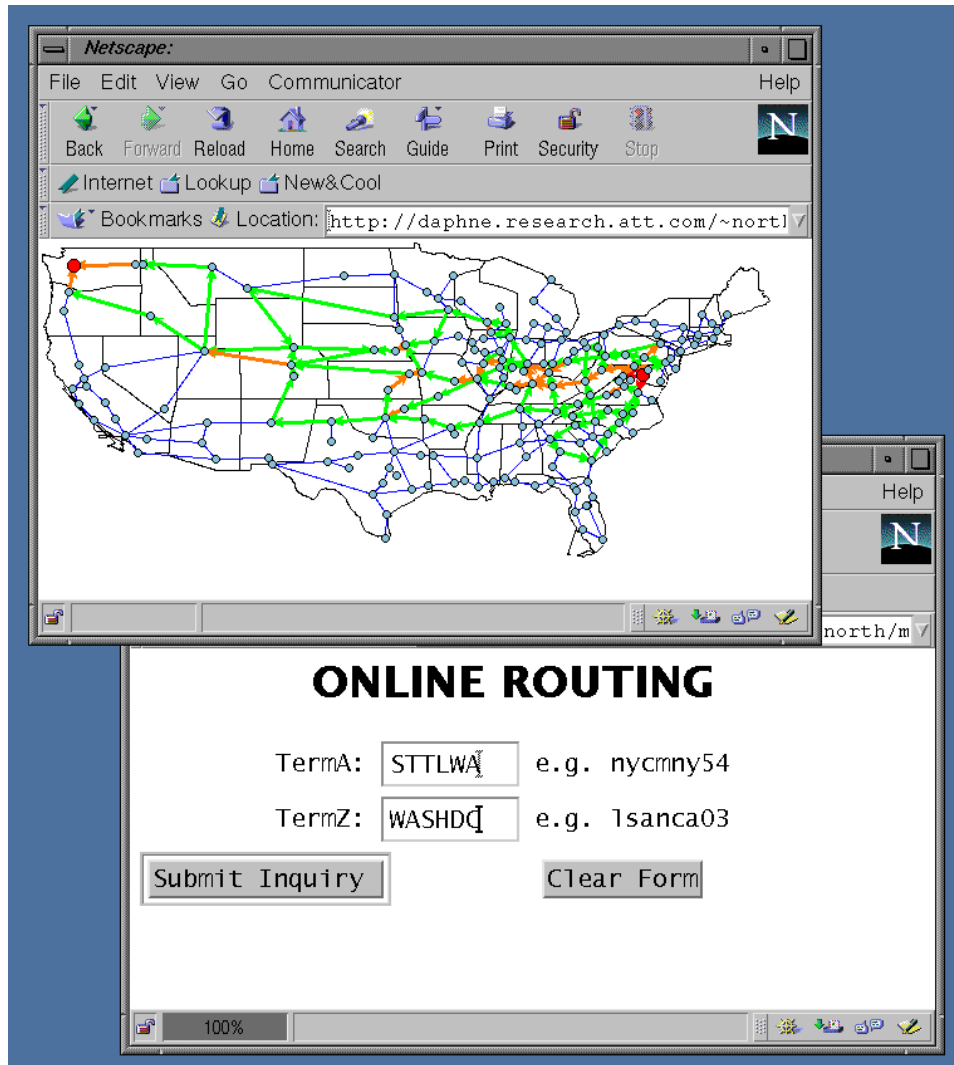 Netscape:
File Edit View Go Communicator Help
Back Forward Reload Home Search Guide Print Security Stop
N
Internet Lookup New&Cool
Bookmarks Location: http://daphne.research.att.com/~nortl
Help
N
north/m
ONLINE ROUTING
TermA: STTLWA e.g. nycmny54
TermZ: WASHDC e.g. lsanca03
Submit Inquiry Clear Form
100%